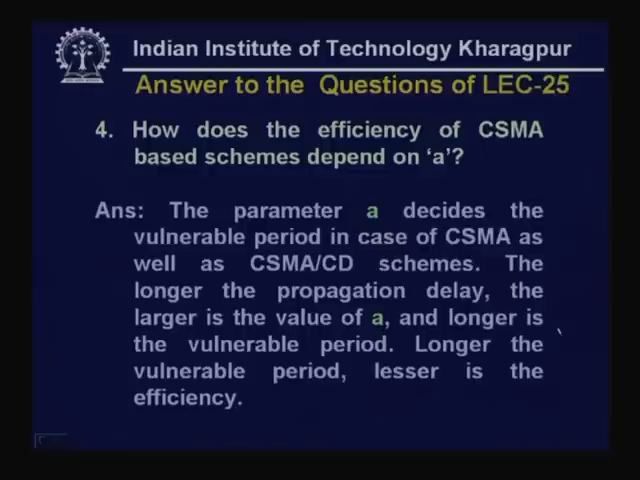 Indian Institute of Technology Kharagpur
Answer to the Questions of LEC-25
4. How does the efficiency of CSMA
based schemes depend on ‘a’?
Ans: The parameter a decides the
vulnerable period in case of CSMA as
well as CSMA/CD schemes. The
longer the propagation delay, the
larger is the value of a, and longer is
the vulnerable period. Longer the
vulnerable period, lesser is the
efficiency.